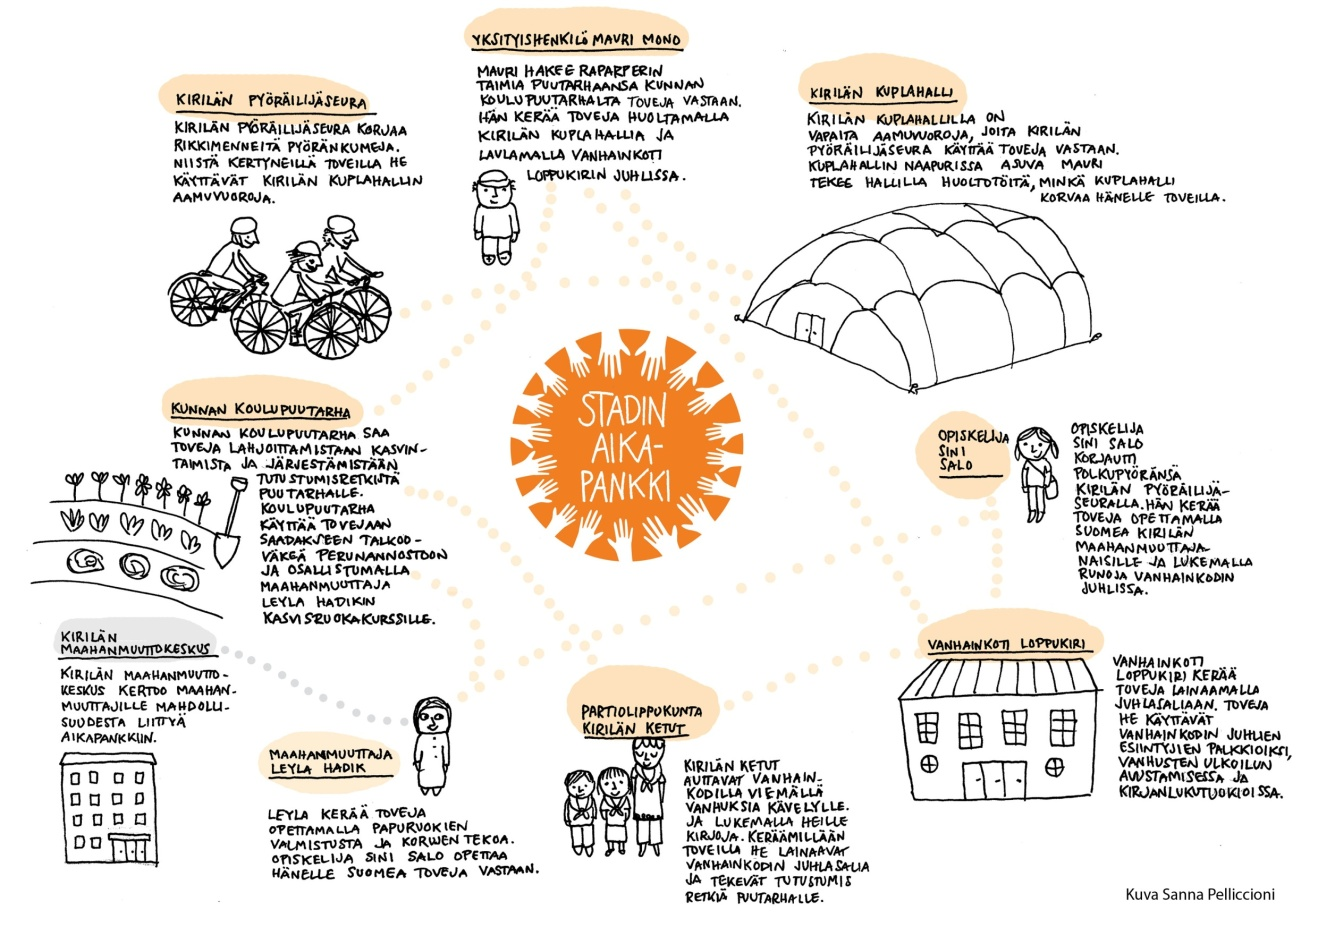 YKSITYISHENKILÖ MAURI MONO
MAURI HAKEE RAPARPERIN
TAIMIA PUUTARHAANSA KUNNAN
KOULUPUUTARHALTA TOVEJA VASTAAN.
HÄN KERÄÄ TOVEJA HUOLTAMALLA
KIRILÄN KUPLAHALLIA JA
LAULAMALLA VANHAINKOTI
LOPPUKIRIN JUHLISSA.
KIRILÄN PYÖRÄILIJÄSEURA
KIRILÄN PYÖRÄILIJÄSEURA KORJAA
RIKKIMENNEITÄ PYÖRÄNKUMEJA.
NIISTÄ KERTYNEILLÄ TOVEILLA HE
KÄYTTÄVÄT KIRILÄN KUPLAHALLIN
AAMUVUOROJA.
KIRILÄN KUPLAHALLI
KIRILÄN KUPLAHALLILLA ON
VAPAITA AAMUVUOROJA, JOITA KIRILÄN
PYÖRÄILIJÄSEURA KÄYTTÄÄ TOVEJA VASTAAN.
KUPLAHALLIN NAAPURISSA ASUVA MAURI
TEKEE HALLILLA HUOLTOTÖITÄ, MINKÄ KUPLAHALLI
KORVAA HÄNELLE TOVEILLA.
STADIN
AIKA-
PANKKI
KUNNAN KOULUPUUTARHA
KUNNAN KOULUPUUTARHA SAA
TOVEJA LAHJOITTAMISTAAN KASVIN-
TAIMISTA JA JÄRJESTÄMISTÄÄN
TUTUSTUMISRETKISTÄ
PUUTARHALLE.
KOULUPUUTARHA
KÄYTTÄÄ TOVEJAAN
SAADAKSEEN TALKOO-
VÄKEÄ PERUNANNOSTOON
JA OSALLISTUMALLA
MAAHANMUUTTAJA
LEYLA HADIKIN
KASVISRUOKAKURSSILLE.
OPISKELIJA
SINI
SALO
OPISKELIJA
SINI SALO
KORJAUTTI
POLKUPYÖRÄNSÄ
KIRILÄN PYÖRÄILIJÄ-
SEURALLA. HÄN KERÄÄ
TOVEJA OPETTAMALLA
SUOMEA KIRILÄN
MAAHANMUUTTAJA-
NAISILLE JA LUKEMALLA
RUNOJA VANHAINKODIN
JUHLISSA.
KIRILÄN
MAAHANMUUTTOKESKUS
KIRILÄN MAAHANMUUTTO-
KESKUS KERTOO MAAHAN-
MUUTTAJILLE MAHDOLLI-
SUUDESTA LIITTYÄ
AIKAPANKKIIN.
MAAHANMUUTTAJA
LEYLA HADIK
LEYLA KERÄÄ TOVEJA
OPETTAMALLA PAPURUOKIEN
VALMISTUSTA JA KORUJEN TEKOA.
OPISKELIJA SINI SALO OPETTAA
HÄNELLE SUOMEA TOVEJA VASTAAN.
PARTIOLIPPUKUNTA
KIRILÄN KETUT
KIRILÄN KETUT
AUTTAVAT VANHAIN-
KODILLA VIEMÄLLÄ
VANHUKSIA KÄVELYLLE.
JA LUKEMALLA HEILLE
KIRJOJA. KERÄÄMILLÄÄN
TOVEILLA HE LAINAAVAT
VANHAINKODIN JUHLASALIA
JA TEKEVÄT TUTUSTUMIS
RETKIÄ PUUTARHALLE.
VANHAINKOTI LOPPUKIRI
VANHAINKOTI
LOPPUKIRI KERÄÄ
TOVEJA LAINAAMALLA
JUHLASALIAAN. TOVEJA
HE KÄYTTÄVÄT
VANHAINKODIN JUHLIEN
ESIINTYJIEN PALKKIOIKSI,
VANHUSTEN ULKOILUN
AVUSTAMISESSA JA
KIRJANLUKUTUOKIOISSA.
Kuva Sanna Pelliccioni